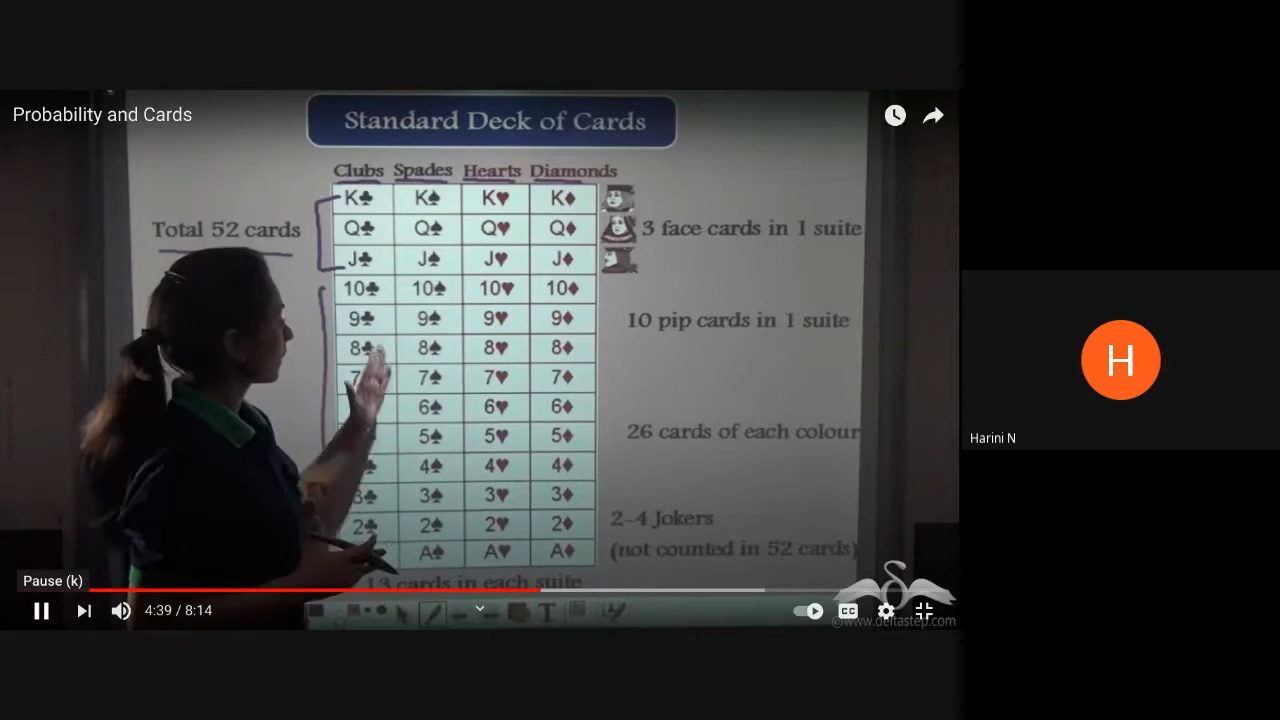 Probability and Cards
Standard Deck of Cards
Clubs Spades Hearts Diamonds
K♣ K♠ K♥ K♦
Q♣ Q♠ Q♥ Q♦
J♣ J♠ J♥ J♦
10♣ 10♠ 10♥ 10♦
9♣ 9♠ 9♥ 9♦
8♣ 8♠ 8♥ 8♦
7 7♠ 7♥ 7♦
6♠ 6♥ 6♦
5♠ 5♥ 5♦
♣ 4♠ 4♥ 4♦
3♣ 3♠ 3♥ 3♦
2♣ 2♠ 2♥ 2♦
A♠ A♥ A♦
Total 52 cards
3 face cards in 1 suite
10 pip cards in 1 suite
26 cards of each colour
2-4 Jokers
(not counted in 52 cards)
13 cards in each suite
T
Pause (k)
4:39 / 8:14
CC
©www.deltastep.com
H
Harini N